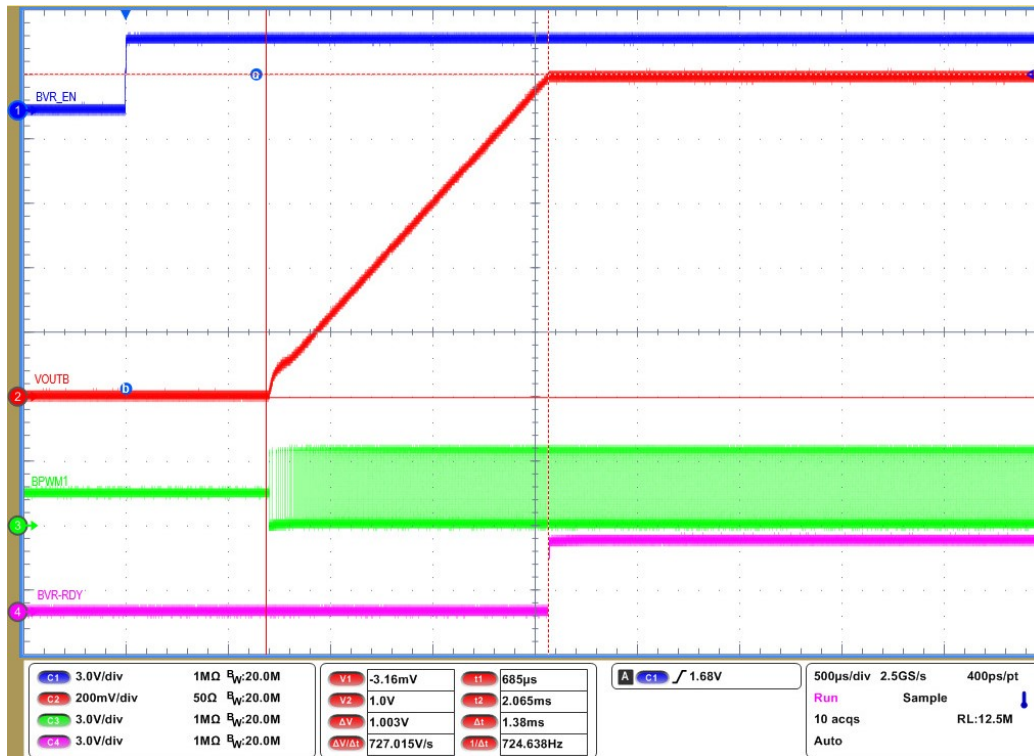 BVR_EN
1
a
VOUTB
b
2
BPWM1
3
BVR-RDY
4
C1 3.0V/div 1MΩ BW:20.0M
C2 200mV/div 50Ω BW:20.0M
C3 3.0V/div 1MΩ BW:20.0M
C4 3.0V/div 1MΩ BW:20.0M
V1 -3.16mV t1 685µs
V2 1.0V t2 2.065ms
ΔV 1.003V Δt 1.38ms
ΔV/Δt 727.015V/s 1/Δt 724.638Hz
A C1 1.68V
500µs/div 2.5GS/s 400ps/pt
Run Sample
10 acqs RL:12.5M
Auto